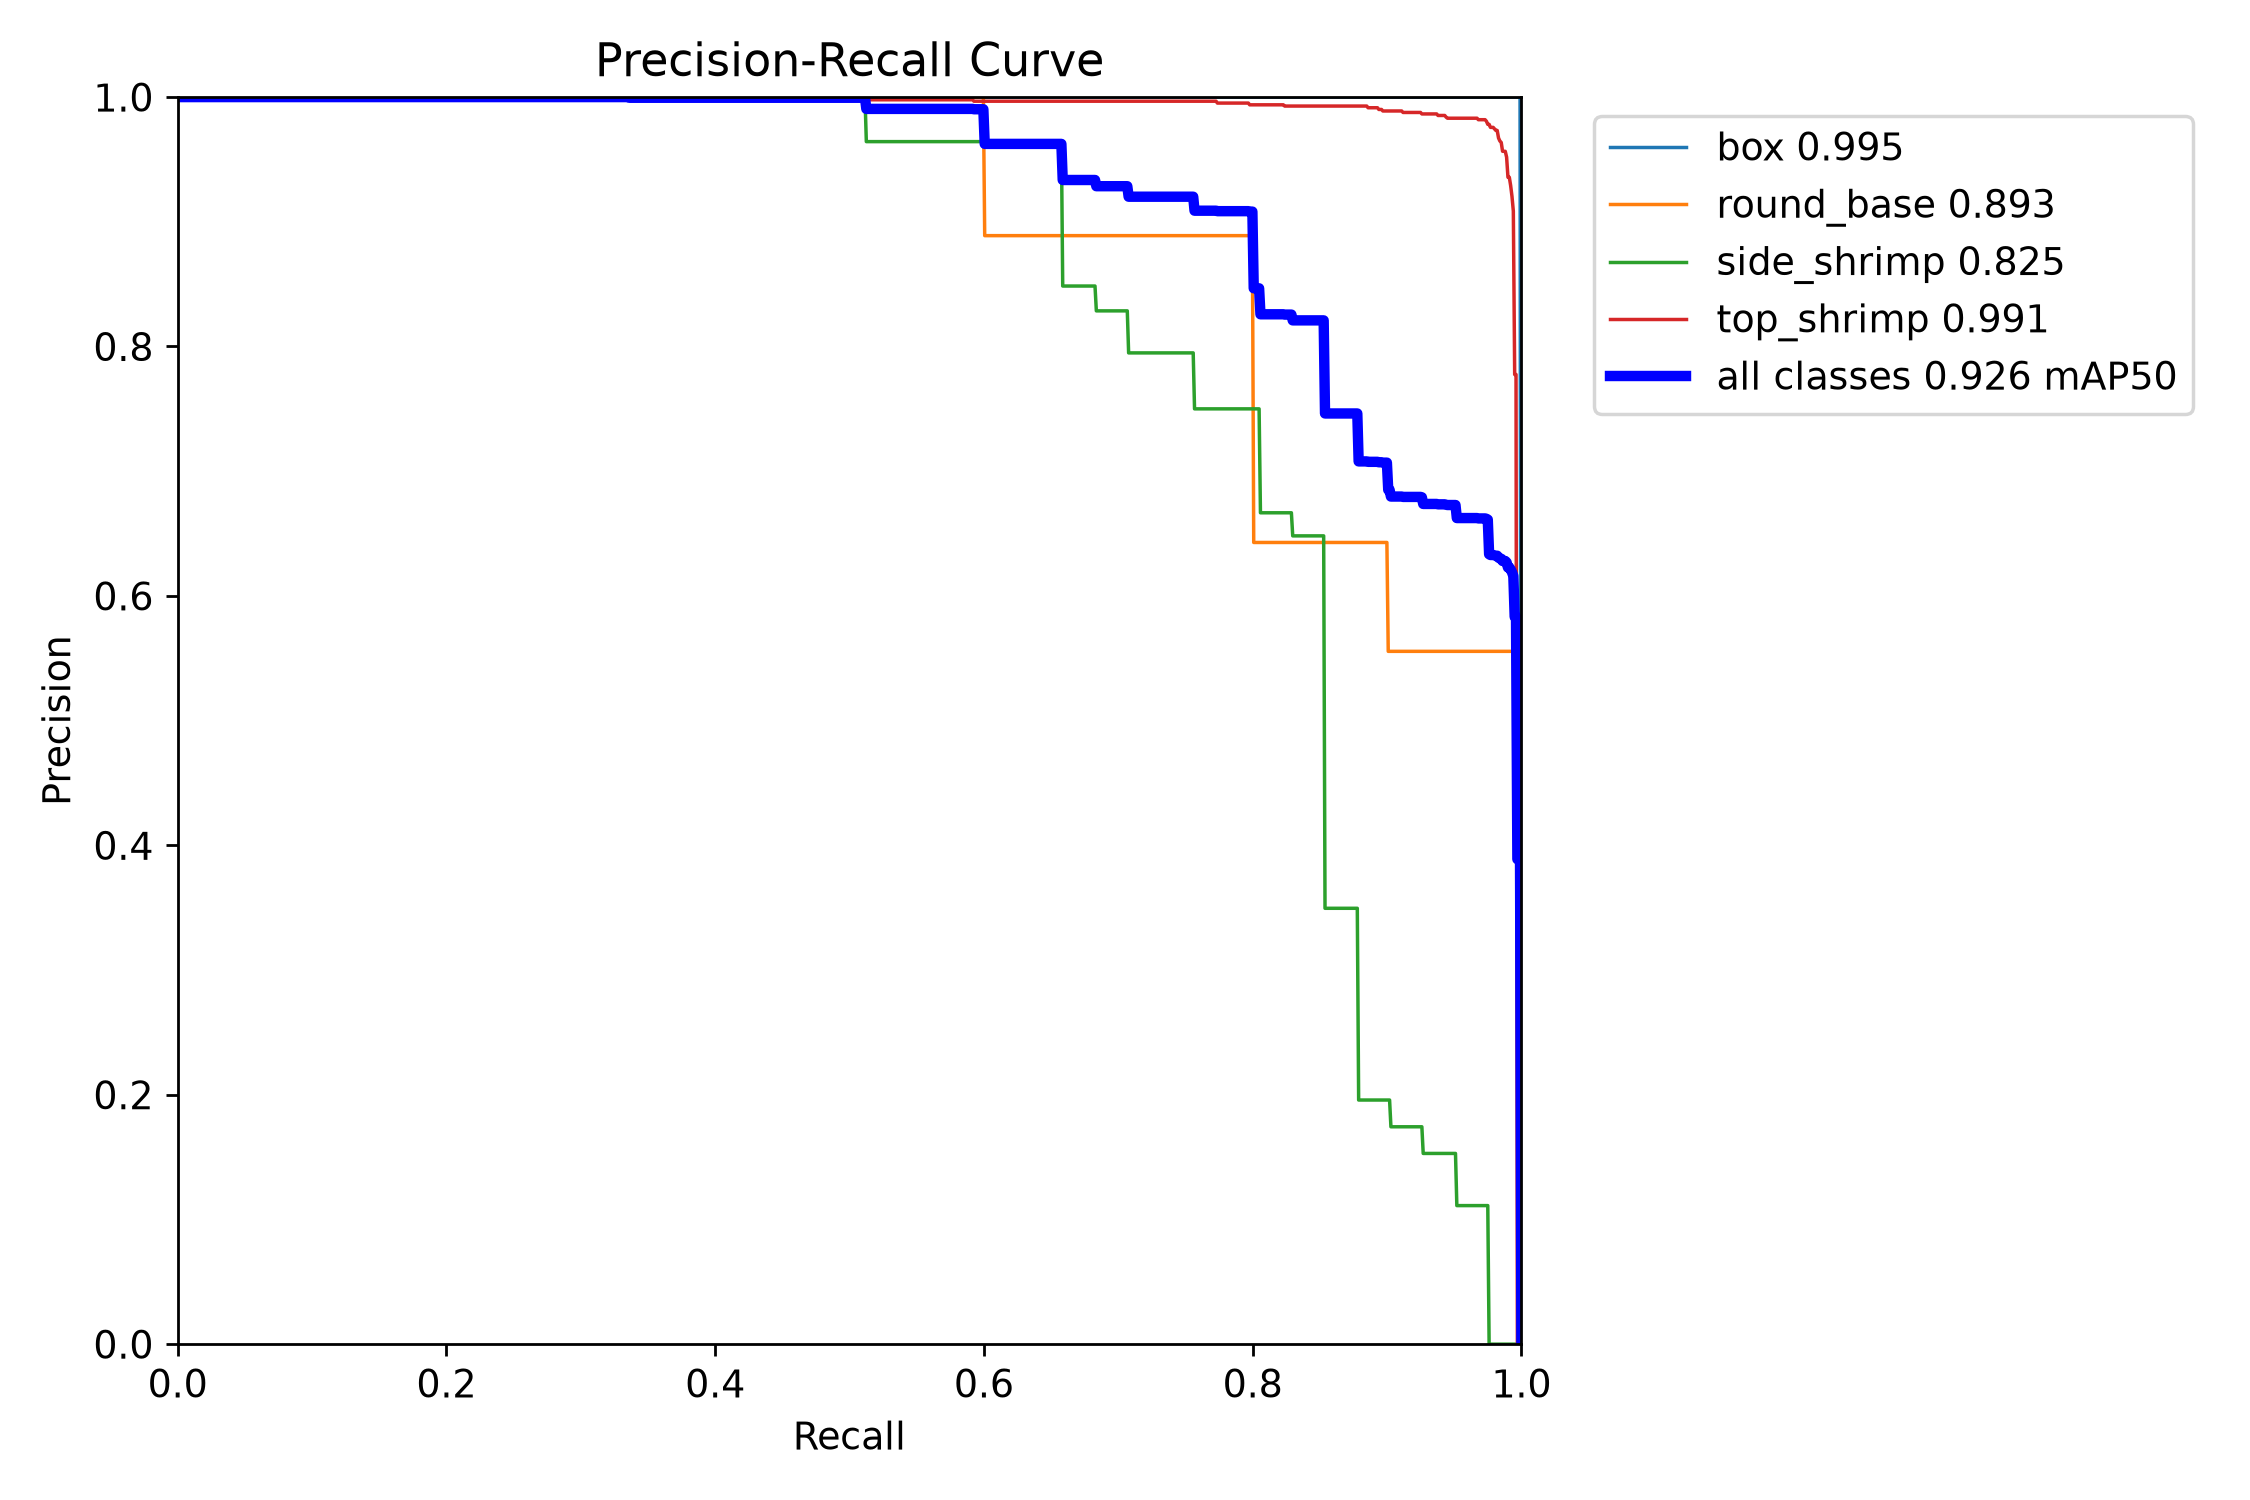 Precision-Recall Curve
1.0
0.8
0.6
0.4
0.2
0.0
Precision
0.0 0.2 0.4 0.6 0.8 1.0
Recall
box 0.995
round_base 0.893
side_shrimp 0.825
top_shrimp 0.991
all classes 0.926 mAP50